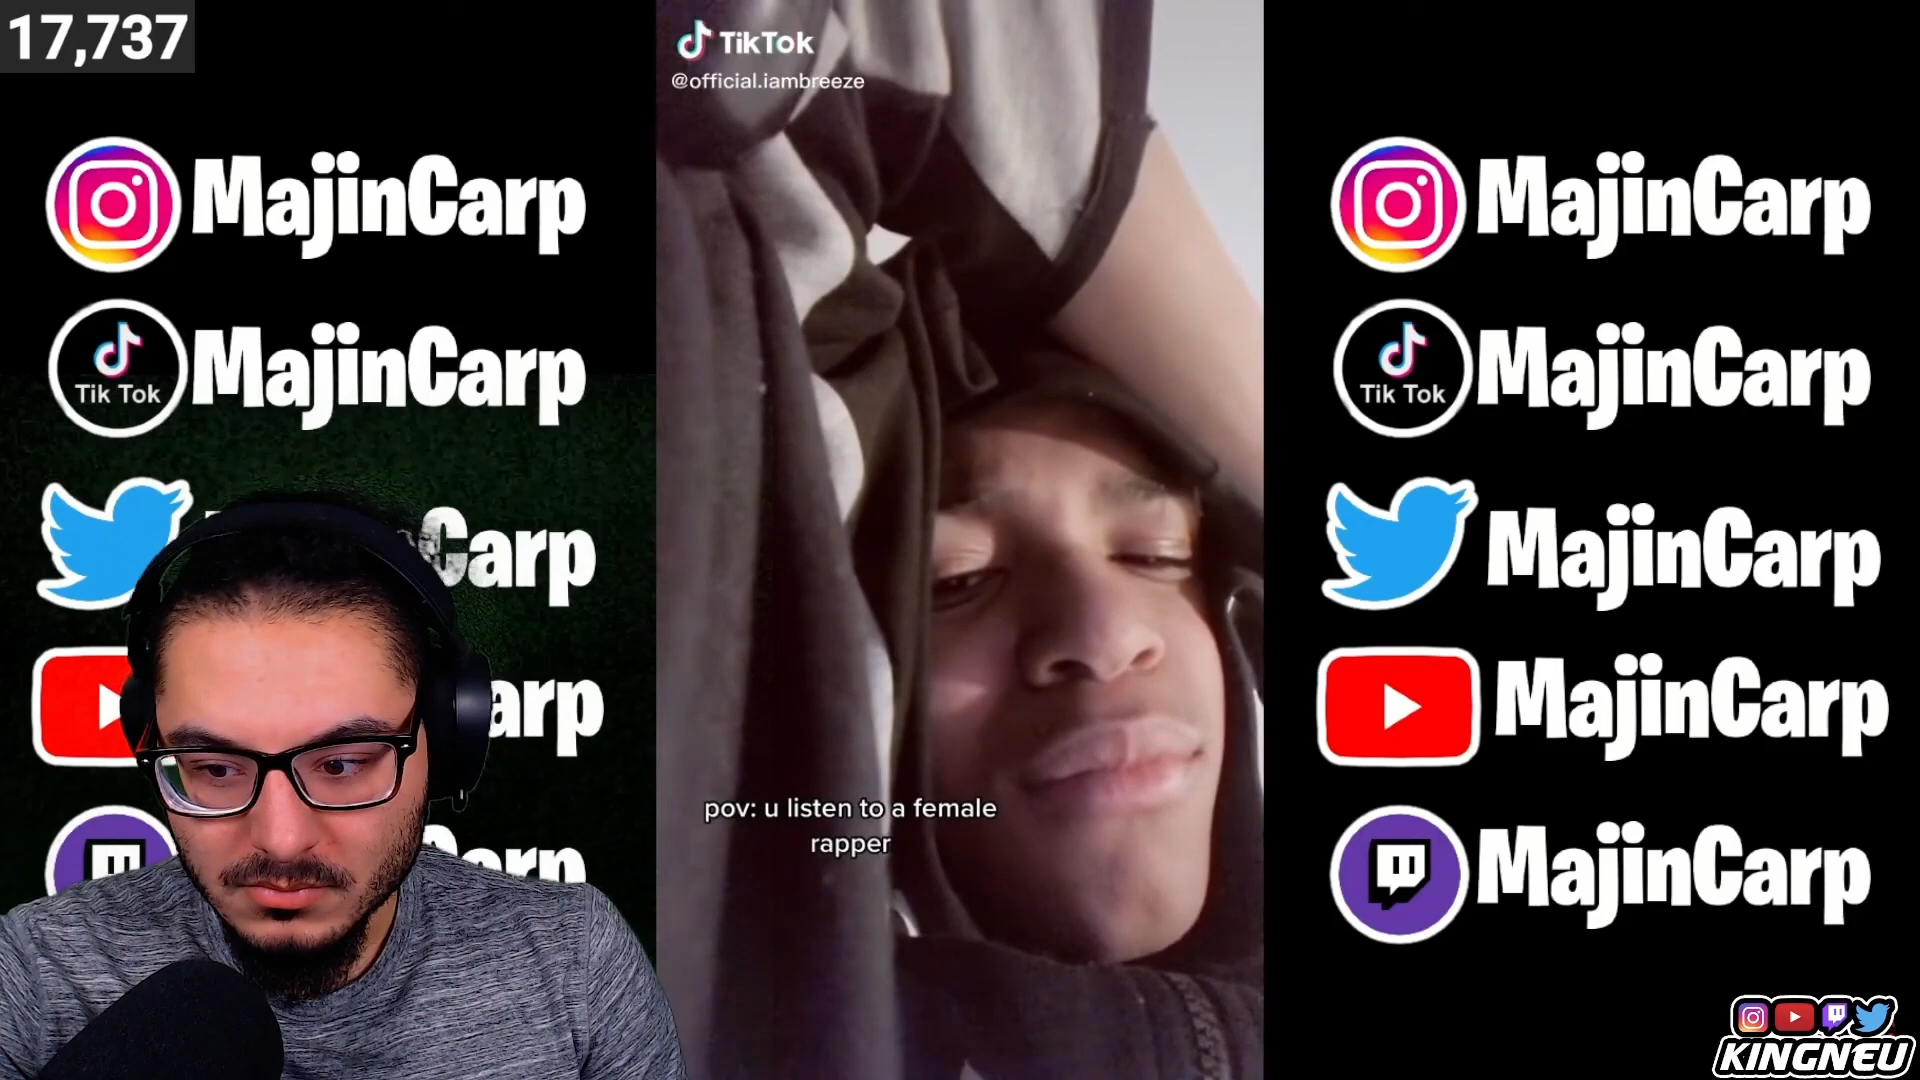 17,737
TikTok
@official.iambreeze
MajinCarp
Tik Tok
MajinCarp
Carp
arp
arp
pov: u listen to a female
rapper
MajinCarp
Tik Tok
MajinCarp
MajinCarp
MajinCarp
MajinCarp
KINGNEU